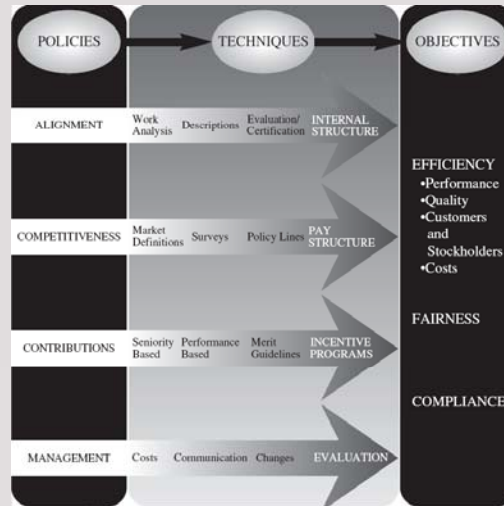 POLICIES
TECHNIQUES
OBJECTIVES
ALIGNMENT
Work
Analysis
Descriptions
Evaluation/
Certification
INTERNAL
STRUCTURE
COMPETITIVENESS
Market
Definitions
Surveys
Policy Lines
PAY
STRUCTURE
CONTRIBUTIONS
Seniority
Based
Performance
Based
Merit
Guidelines
INCENTIVE
PROGRAMS
MANAGEMENT
Costs
Communication
Changes
EVALUATION
EFFICIENCY
•Performance
•Quality
•Customers
and
Stockholders
•Costs
FAIRNESS
COMPLIANCE